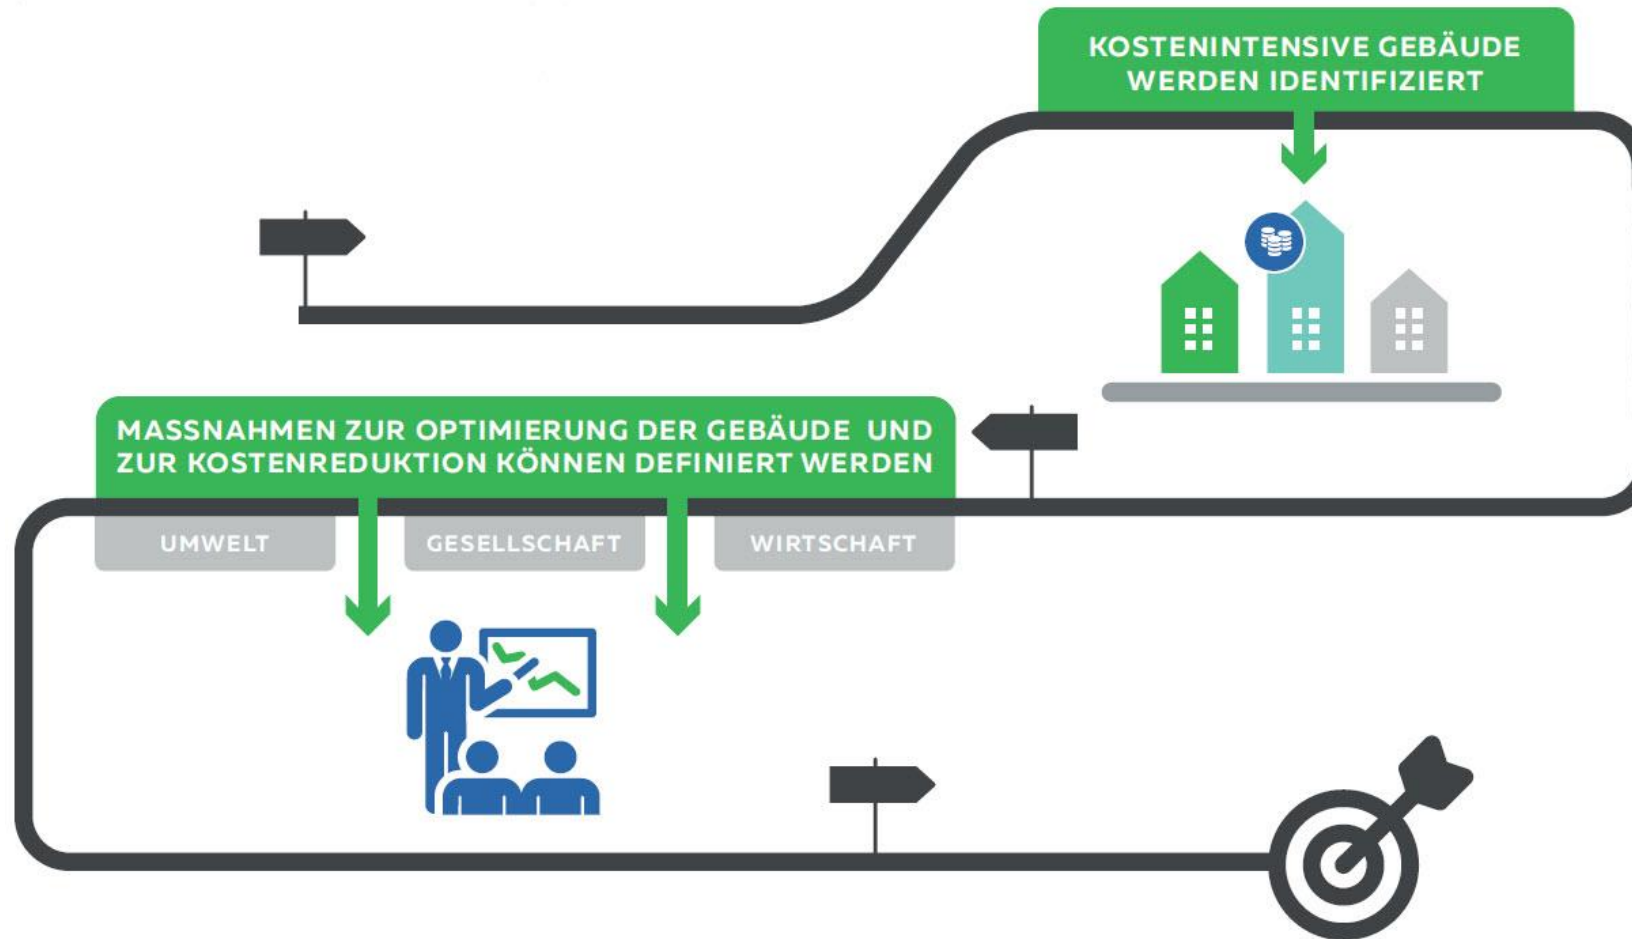 KOSTENINTENSIVE GEBÄUDE
WERDEN IDENTIFIZIERT
MASSNAHMEN ZUR OPTIMIERUNG DER GEBÄUDE UND
ZUR KOSTENREDUKTION KÖNNEN DEFINIERT WERDEN
UMWELT
GESELLSCHAFT
WIRTSCHAFT